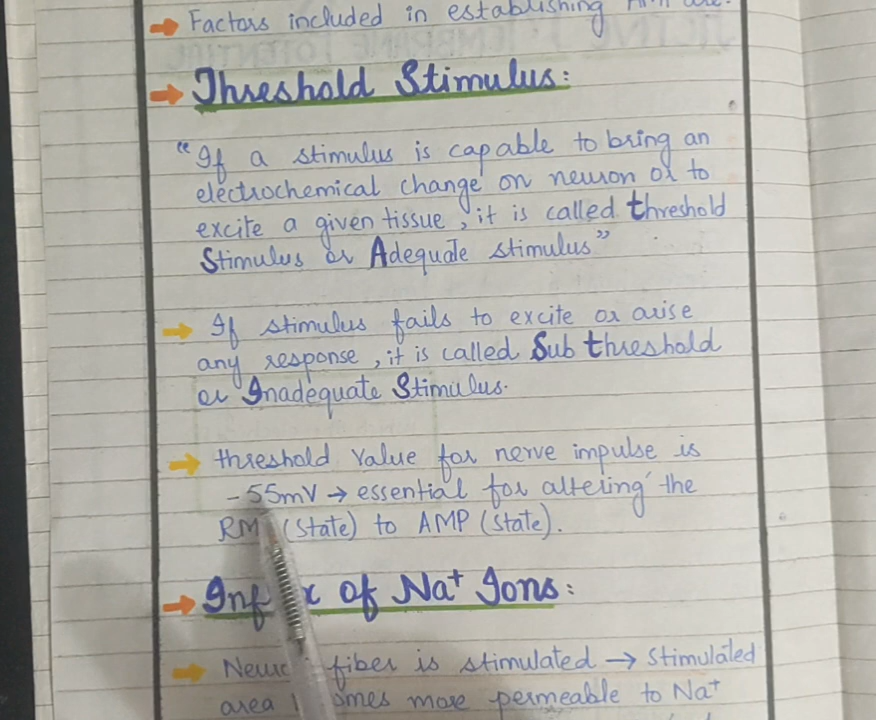 → Factors included in establishing
→ Threshold Stimulus:
"If a stimulus is capable to bring an
electrochemical change on neuron or to
excite a given tissue, it is called threshold
Stimulus or Adequate stimulus"
→ If stimulus fails to excite or arise
any response, it is called Sub threshold
or Inadequate Stimulus.
→ threshold Value for nerve impulse is
-55mV → essential for altering the
(State) to AMP (State).
→ of Na⁺ Ions:
→ fiber is stimulated → Stimulated
area more permeable to Na⁺